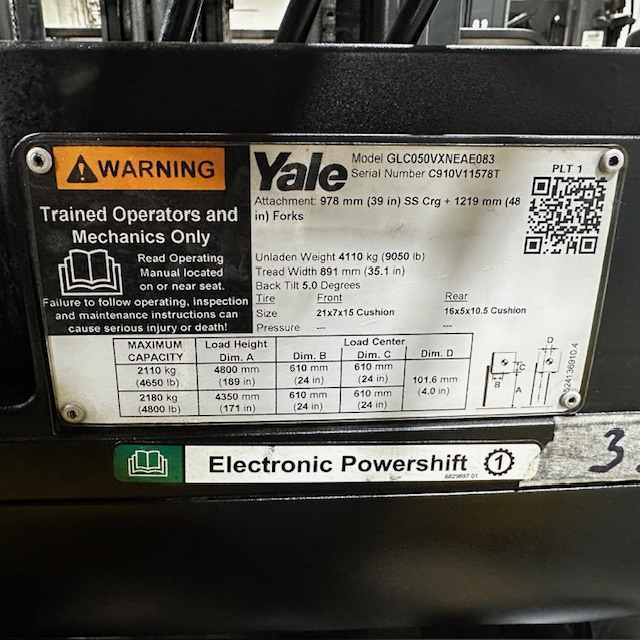 WARNING
Trained Operators and
Mechanics Only
Read Operating
Manual located
on or near seat.
Failure to follow operating, inspection
and maintenance instructions can
cause serious injury or death!
Yale
Model GLC050VXNEAE083
Serial Number C910V11578T
PLT 1
Attachment: 978 mm (39 in) SS Crg + 1219 mm (48
in) Forks
Unladen Weight 4110 kg (9050 lb)
Tread Width 891 mm (35.1 in)
Back Tilt 5.0 Degrees
Tire Front Rear
Size 21x7x15 Cushion 16x5x10.5 Cushion
Pressure --- ---
MAXIMUM CAPACITY Load Height Dim. A Load Center
Dim. B Dim. C Dim. D
2110 kg 4800 mm 610 mm 610 mm
(4650 lb) (189 in) (24 in) (24 in)
101.6 mm
(4.0 in)
2180 kg 4350 mm 610 mm 610 mm
(4800 lb) (171 in) (24 in) (24 in)
D
C
B
A
524136910.4
Electronic Powershift 1
8829697.01
3